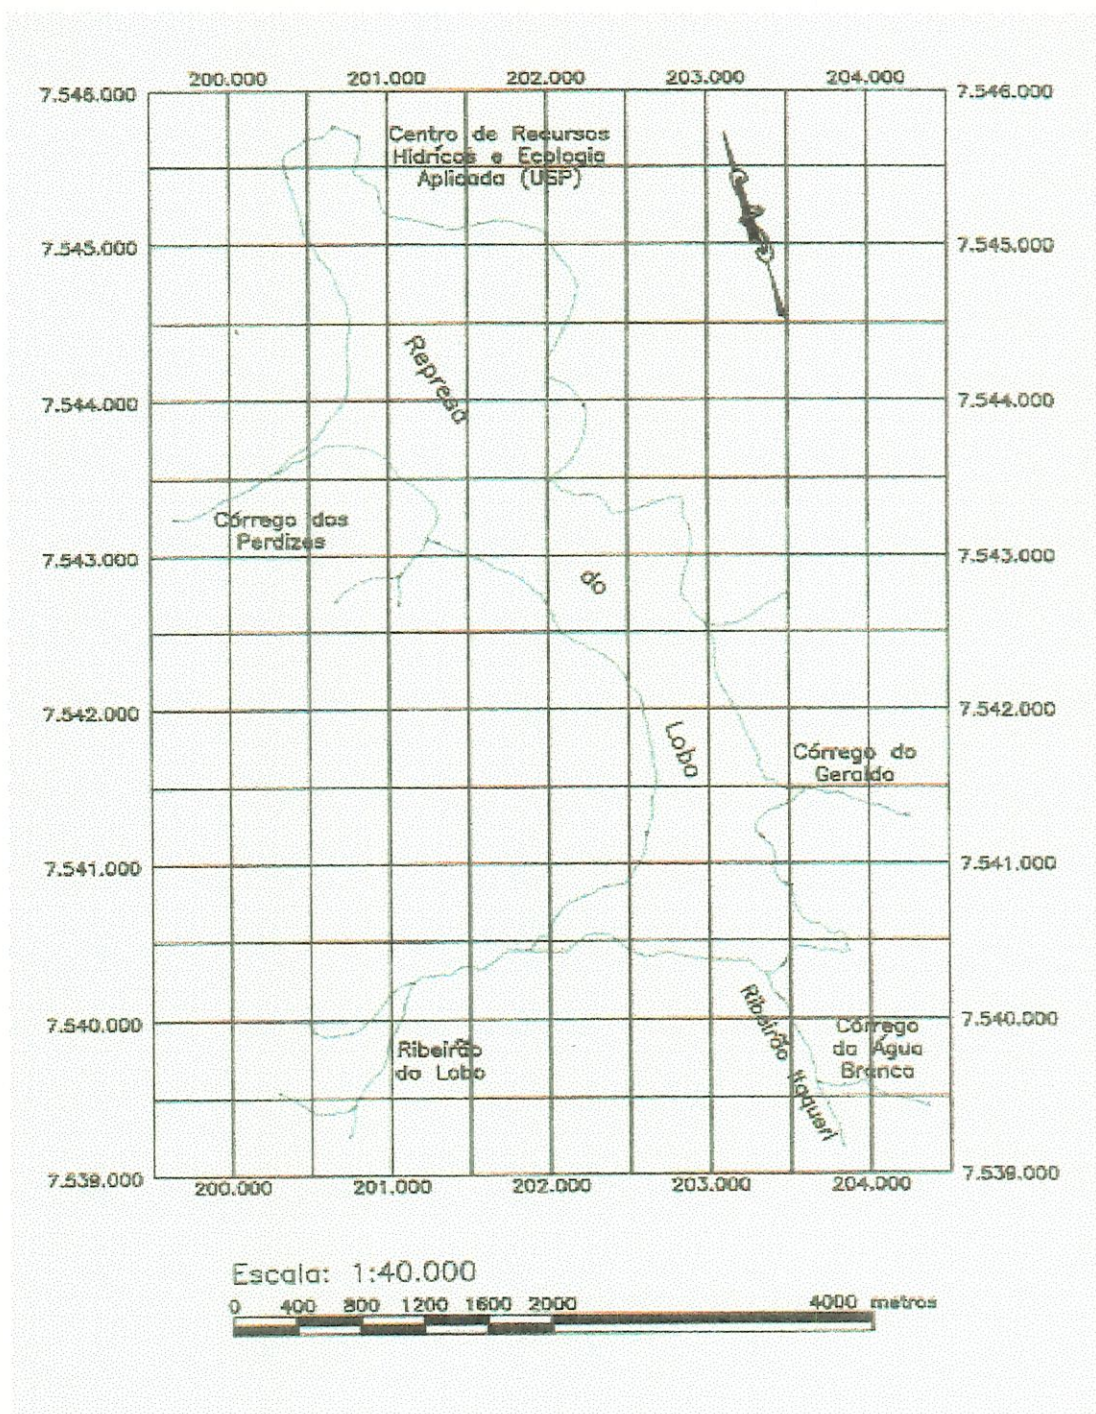 200.000 201.000 202.000 203.000 204.000
7.546.000 7.546.000
Centro de Recursos
Hídricos e Ecologia
Aplicada (USP)
7.545.000 7.545.000
Represa
7.544.000 7.544.000
Córrego dos
Perdizes
7.543.000 7.543.000
do
7.542.000 7.542.000
Lobo
Córrego do
Geraldo
7.541.000 7.541.000
7.540.000 7.540.000
Ribeirão
do Lobo
Ribeirão Itaqueri
Córrego
da Água
Branca
7.539.000 7.539.000
200.000 201.000 202.000 203.000 204.000
Escala: 1:40.000
0 400 800 1200 1600 2000 4000 metros